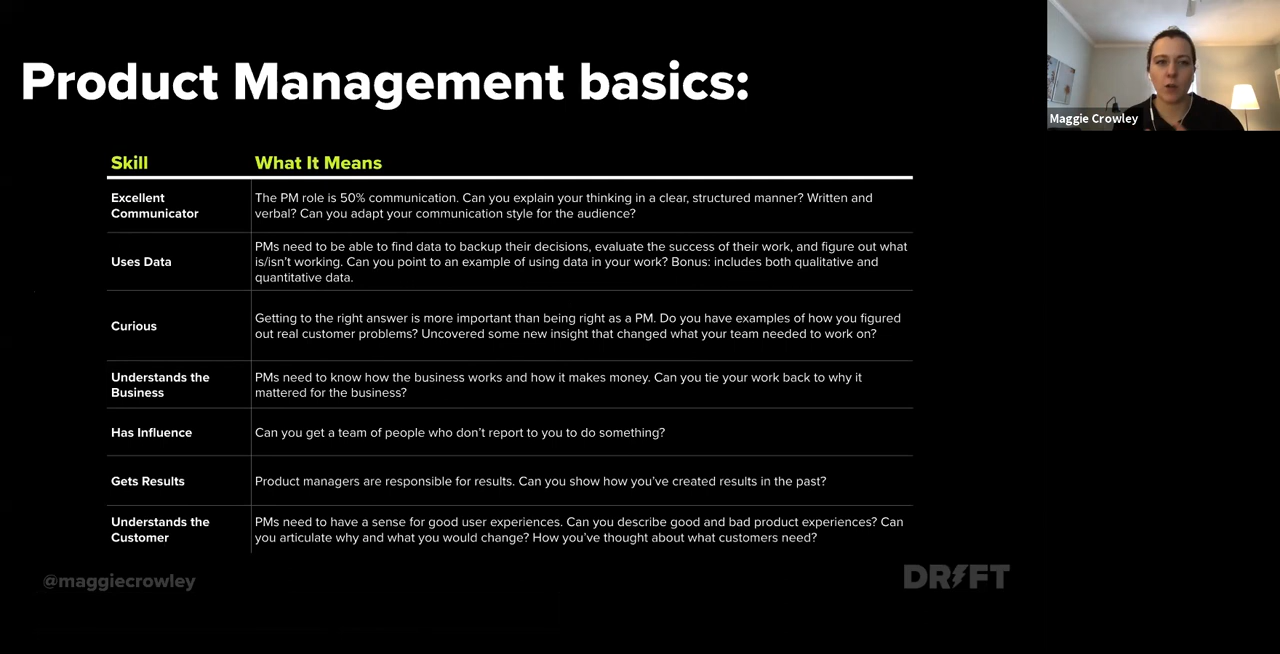 Product Management basics:
Maggie Crowley
Skill
What It Means
Excellent
Communicator
The PM role is 50% communication. Can you explain your thinking in a clear, structured manner? Written and
verbal? Can you adapt your communication style for the audience?
Uses Data
PMs need to be able to find data to backup their decisions, evaluate the success of their work, and figure out what
is/isn't working. Can you point to an example of using data in your work? Bonus: includes both qualitative and
quantitative data.
Curious
Getting to the right answer is more important than being right as a PM. Do you have examples of how you figured
out real customer problems? Uncovered some new insight that changed what your team needed to work on?
Understands the
Business
PMs need to know how the business works and how it makes money. Can you tie your work back to why it
mattered for the business?
Has Influence
Can you get a team of people who don't report to you to do something?
Gets Results
Product managers are responsible for results. Can you show how you've created results in the past?
Understands the
Customer
PMs need to have a sense for good user experiences. Can you describe good and bad product experiences? Can
you articulate why and what you would change? How you've thought about what customers need?
@maggiecrowley
DRIFT